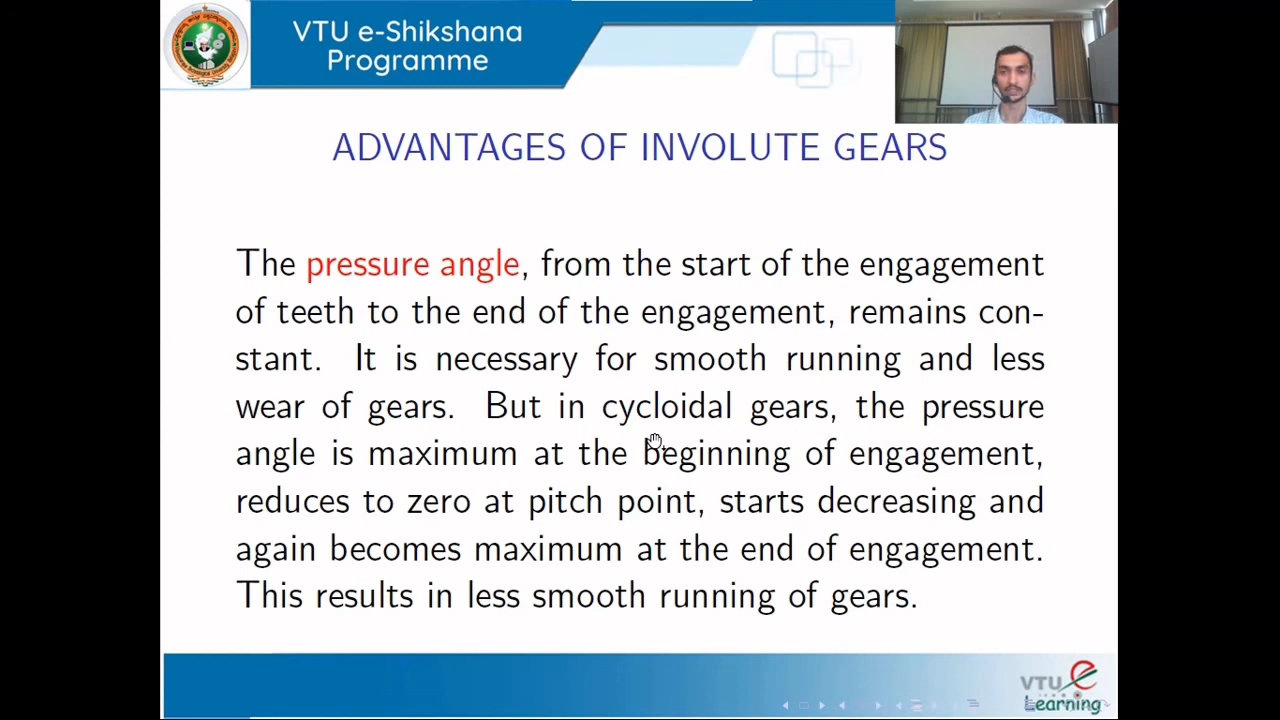 VTU e-Shikshana
Programme
ADVANTAGES OF INVOLUTE GEARS
The pressure angle, from the start of the engagement
of teeth to the end of the engagement, remains con-
stant. It is necessary for smooth running and less
wear of gears. But in cycloidal gears, the pressure
angle is maximum at the beginning of engagement,
reduces to zero at pitch point, starts decreasing and
again becomes maximum at the end of engagement.
This results in less smooth running of gears.
VTU e
Learning